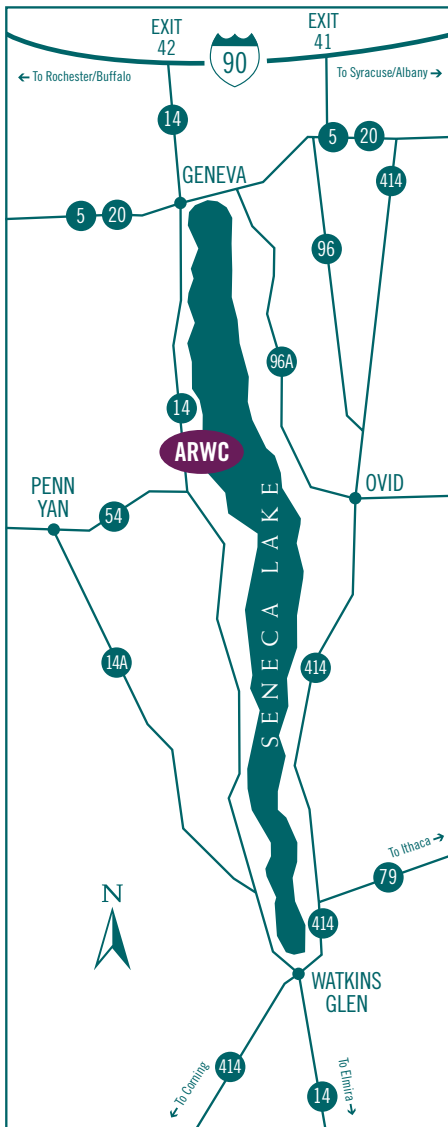 EXIT
42
EXIT
41
90
← To Rochester/Buffalo
To Syracuse/Albany →
14
5
20
414
GENEVA
5
20
96
96A
14
ARWC
PENN
YAN
OVID
54
SENECA LAKE
14A
414
To Ithaca →
79
N
414
WATKINS
GLEN
414
← To Corning
To Elmira →
14